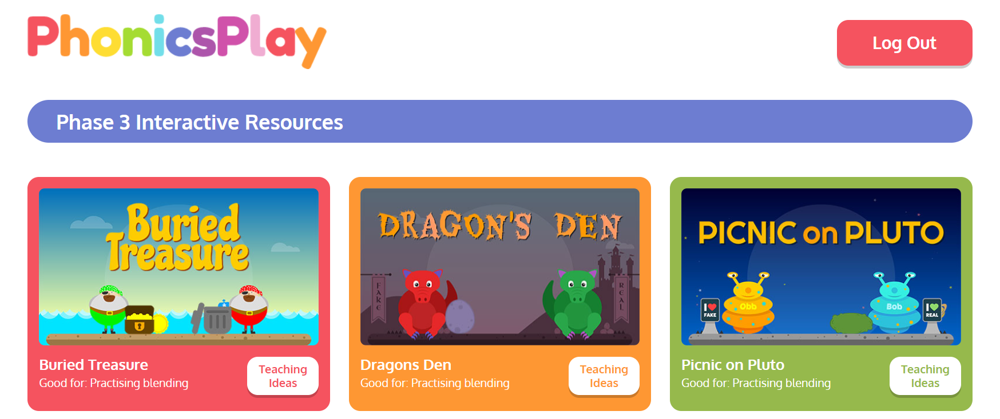 PhonicsPlay
Log Out
Phase 3 Interactive Resources
Buried
Treasure
DRAGON'S DEN
FAKE
REAL
PICNIC on PLUTO
I
FAKE
Obb
Bob
I
REAL
Buried Treasure
Good for: Practising blending
Teaching
Ideas
Dragons Den
Good for: Practising blending
Teaching
Ideas
Picnic on Pluto
Good for: Practising blending
Teaching
Ideas